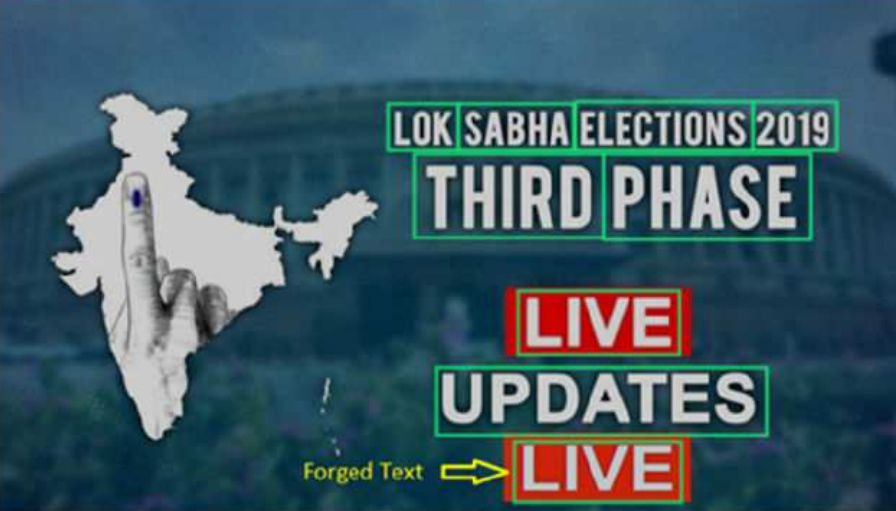 LOK SABHA ELECTIONS 2019
THIRD PHASE
LIVE
UPDATES
Forged Text LIVE